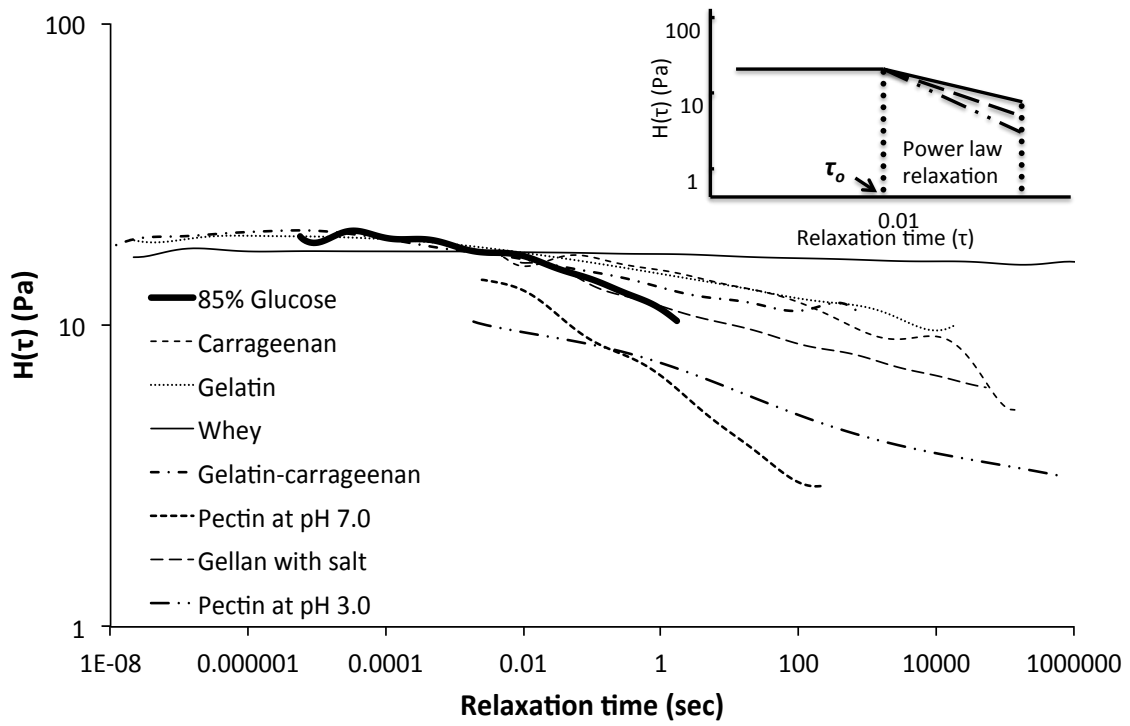 100
10
1
H(τ) (Pa)
85% Glucose
Carrageenan
Gelatin
Whey
Gelatin-carrageenan
Pectin at pH 7.0
Gellan with salt
Pectin at pH 3.0
1E-08
0.000001
0.0001
0.01
1
100
10000
1000000
Relaxation time (sec)
100
10
1
H(τ) (Pa)
τo
Power law
relaxation
0.01
Relaxation time (τ)